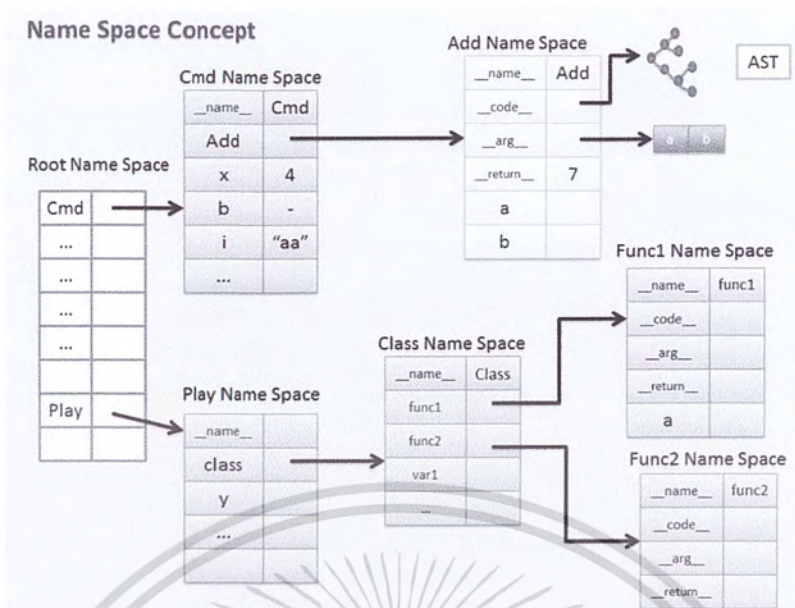 Name Space Concept
Root Name Space
Cmd
...
...
...
...
Play
Cmd Name Space
__name__ Cmd
Add
x 4
b -
i "aa"
...
Add Name Space
__name__ Add
__code__
__arg__
__return__ 7
a
b
AST
a b
Play Name Space
__name__
class
y
...
Class Name Space
__name__ Class
func1
func2
var1
...
Func1 Name Space
__name__ func1
__code__
__arg__
__return__
a
Func2 Name Space
__name__ func2
__code__
__arg__
__return__